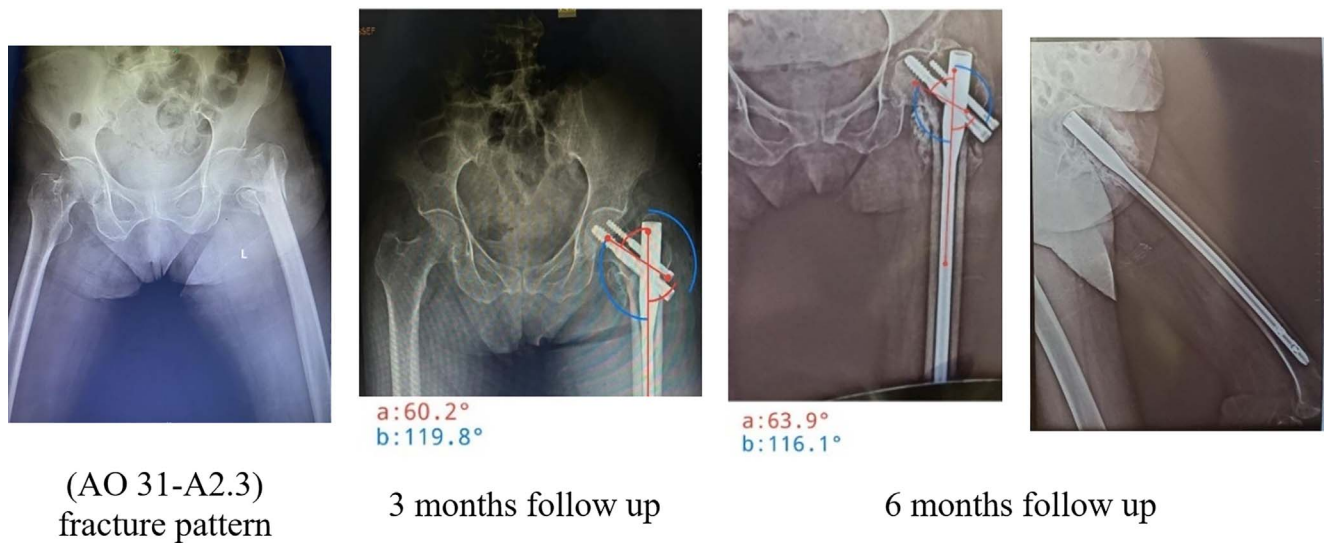 L
a:60.2°
b:119.8°
a:63.9°
b:116.1°
(AO 31-A2.3)
fracture pattern
3 months follow up
6 months follow up